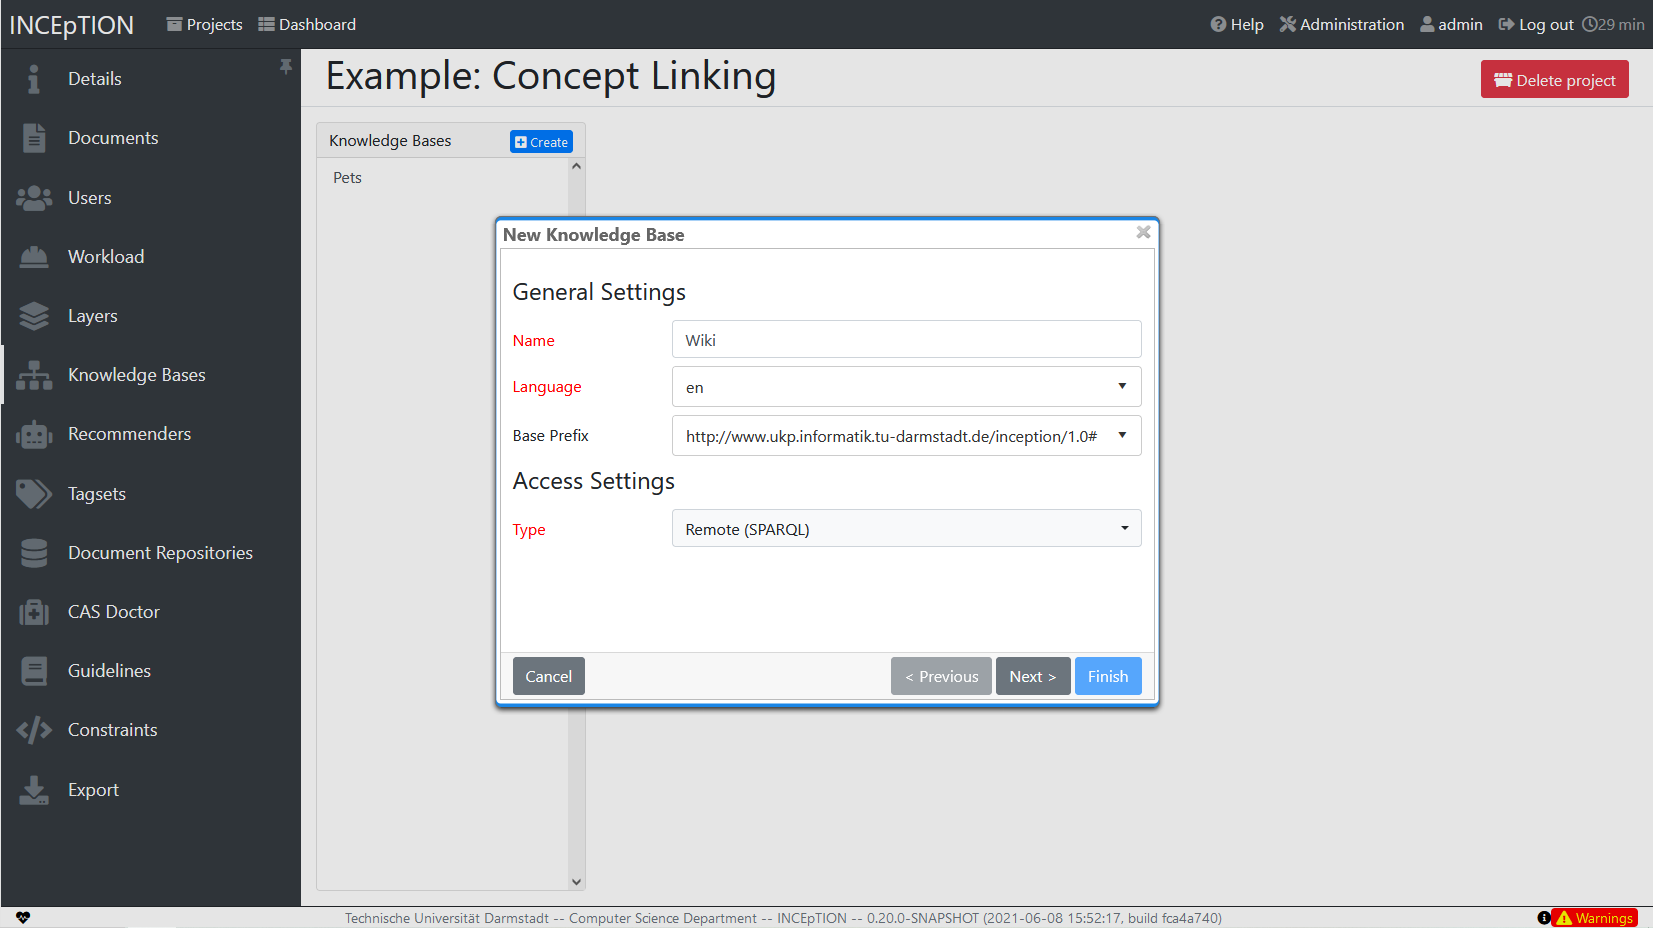 INCEpTION Projects Dashboard Help Administration admin Log out 29 min
Details
Documents
Users
Workload
Layers
Knowledge Bases
Recommenders
Tagsets
Document Repositories
CAS Doctor
Guidelines
Constraints
Export
Example: Concept Linking
Delete project
Knowledge Bases Create
Pets
New Knowledge Base
General Settings
Name Wiki
Language en
Base Prefix http://www.ukp.informatik.tu-darmstadt.de/inception/1.0#
Access Settings
Type Remote (SPARQL)
Cancel < Previous Next > Finish
Technische Universität Darmstadt -- Computer Science Department -- INCEpTION -- 0.20.0-SNAPSHOT (2021-06-08 15:52:17, build fca4a740)
Warnings